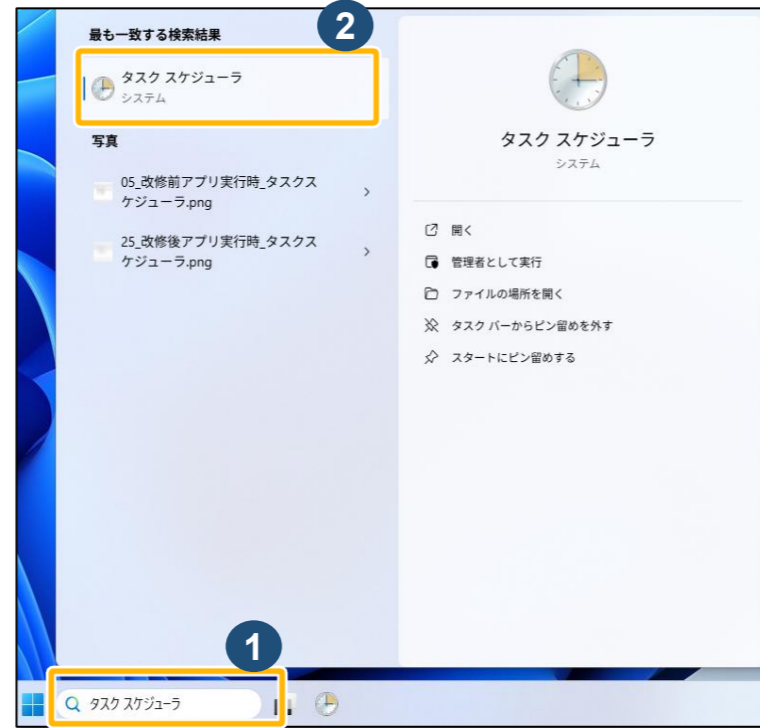 2
最も一致する検索結果
タスク スケジューラ
システム
写真
05_改修前アプリ実行時_タスクス
ケジューラ.png
25_改修後アプリ実行時_タスクス
ケジューラ.png
タスク スケジューラ
システム
開く
管理者として実行
ファイルの場所を開く
タスク バーからピン留めを外す
スタートにピン留めする
1
タスク スケジューラ